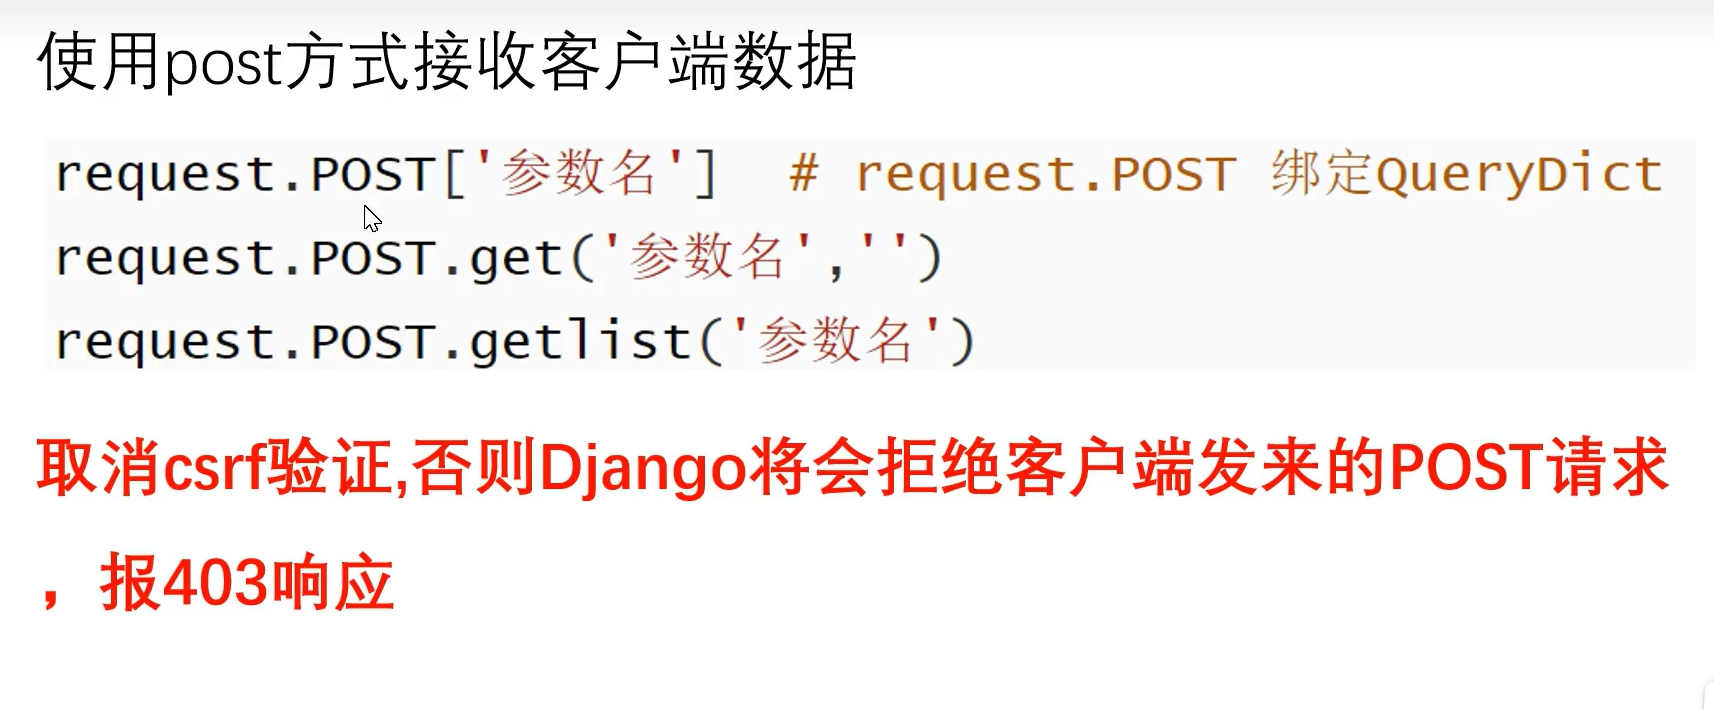 使用post方式接收客户端数据
request.POST['参数名']  # request.POST 绑定QueryDict
request.POST.get('参数名','')
request.POST.getlist('参数名')
取消csrf验证,否则Django将会拒绝客户端发来的POST请求
，报403响应